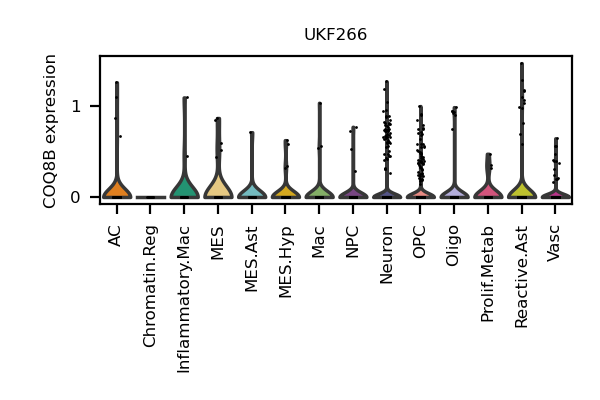 UKF266
COQ8B expression
1
0
AC
Chromatin.Reg
Inflammatory.Mac
MES
MES.Ast
MES.Hyp
Mac
NPC
Neuron
OPC
Oligo
Prolif.Metab
Reactive.Ast
Vasc